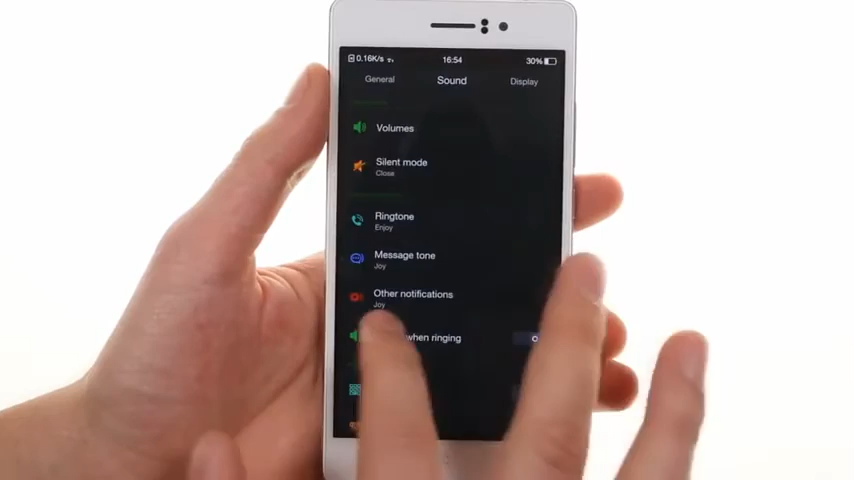 0.16K/s
16:54
30%
General
Sound
Display
Volumes
Silent mode
Close
Ringtone
Enjoy
Message tone
Joy
Other notifications
Joy
when ringing